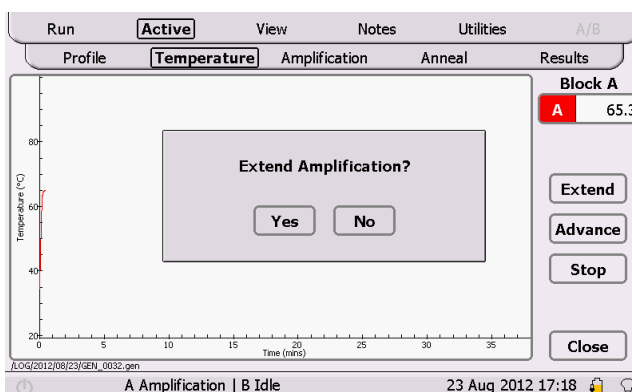 Run Active View Notes Utilities A/B
Profile Temperature Amplification Anneal Results
Block A
A 65.3
Extend Amplification?
Yes No
Extend
Advance
Stop
Close
Temperature (°C)
80
60
40
20
0 5 10 15 20 25 30 35
Time (mins)
/LOG/2012/08/23/GEN_0032.gen
A Amplification | B Idle 23 Aug 2012 17:18